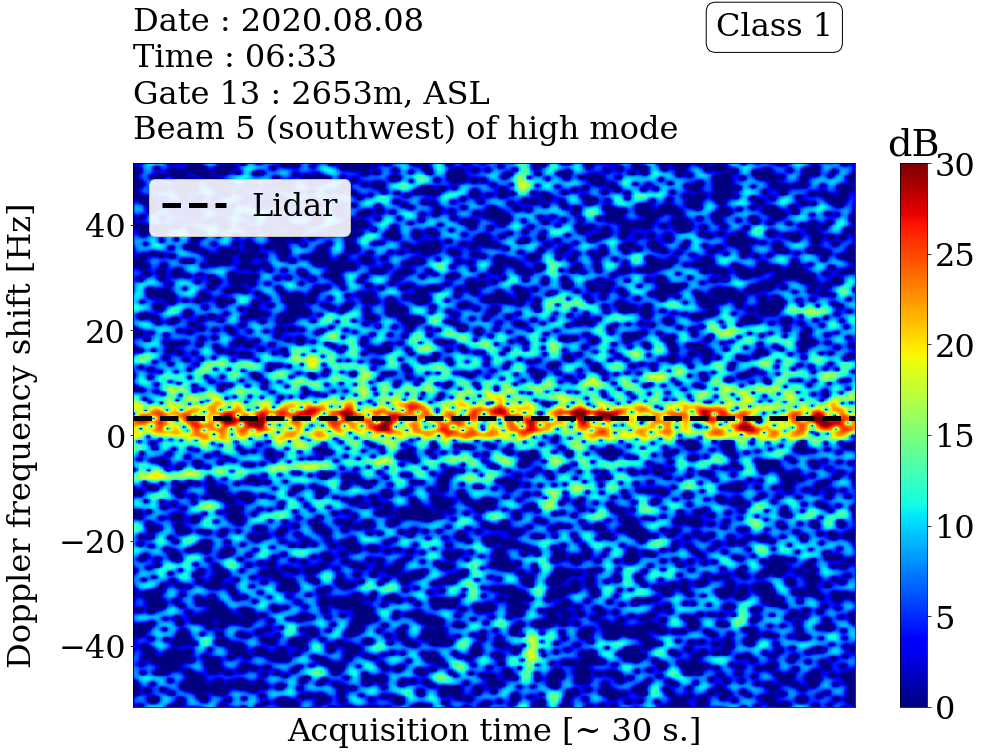 Date : 2020.08.08
Time : 06:33
Gate 13 : 2653m, ASL
Beam 5 (southwest) of high mode
Class 1
dB
Lidar
Doppler frequency shift [Hz]
40
20
0
−20
−40
30
25
20
15
10
5
0
Acquisition time [~ 30 s.]